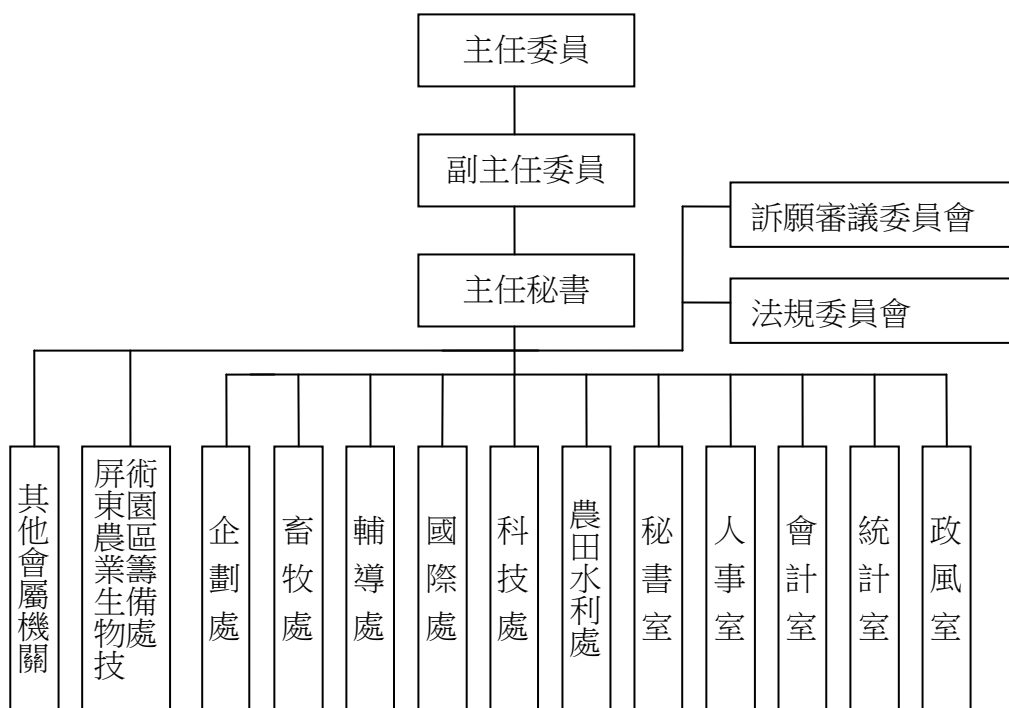 主任委員
副主任委員
訴願審議委員會
主任秘書
法規委員會
其他會屬機關
屏東農業生物技
術園區籌備處
企劃處
畜牧處
輔導處
國際處
科技處
農田水利處
秘書室
人事室
會計室
統計室
政風室